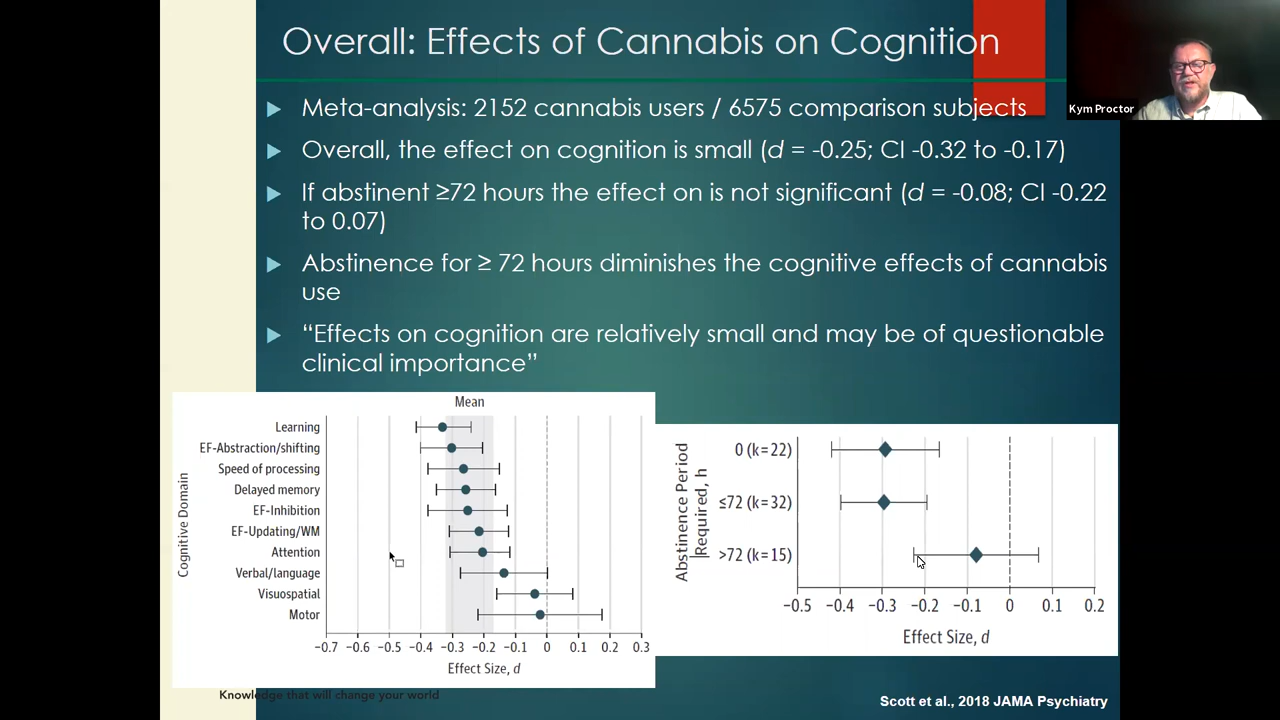 Overall: Effects of Cannabis on Cognition
Kym Proctor
Meta-analysis: 2152 cannabis users / 6575 comparison subjects
Overall, the effect on cognition is small (d = -0.25; CI -0.32 to -0.17)
If abstinent ≥72 hours the effect on is not significant (d = -0.08; CI -0.22
to 0.07)
Abstinence for ≥ 72 hours diminishes the cognitive effects of cannabis
use
“Effects on cognition are relatively small and may be of questionable
clinical importance”
Mean
Cognitive Domain
Learning
EF-Abstraction/shifting
Speed of processing
Delayed memory
EF-Inhibition
EF-Updating/WM
Attention
Verbal/language
Visuospatial
Motor
−0.7 −0.6 −0.5 −0.4 −0.3 −0.2 −0.1 0 0.1 0.2 0.3
Effect Size, d
Abstinence Period
Required, h
0 (k=22)
≤72 (k=32)
>72 (k=15)
−0.5 −0.4 −0.3 −0.2 −0.1 0 0.1 0.2
Effect Size, d
Knowledge that will change your world
Scott et al., 2018 JAMA Psychiatry